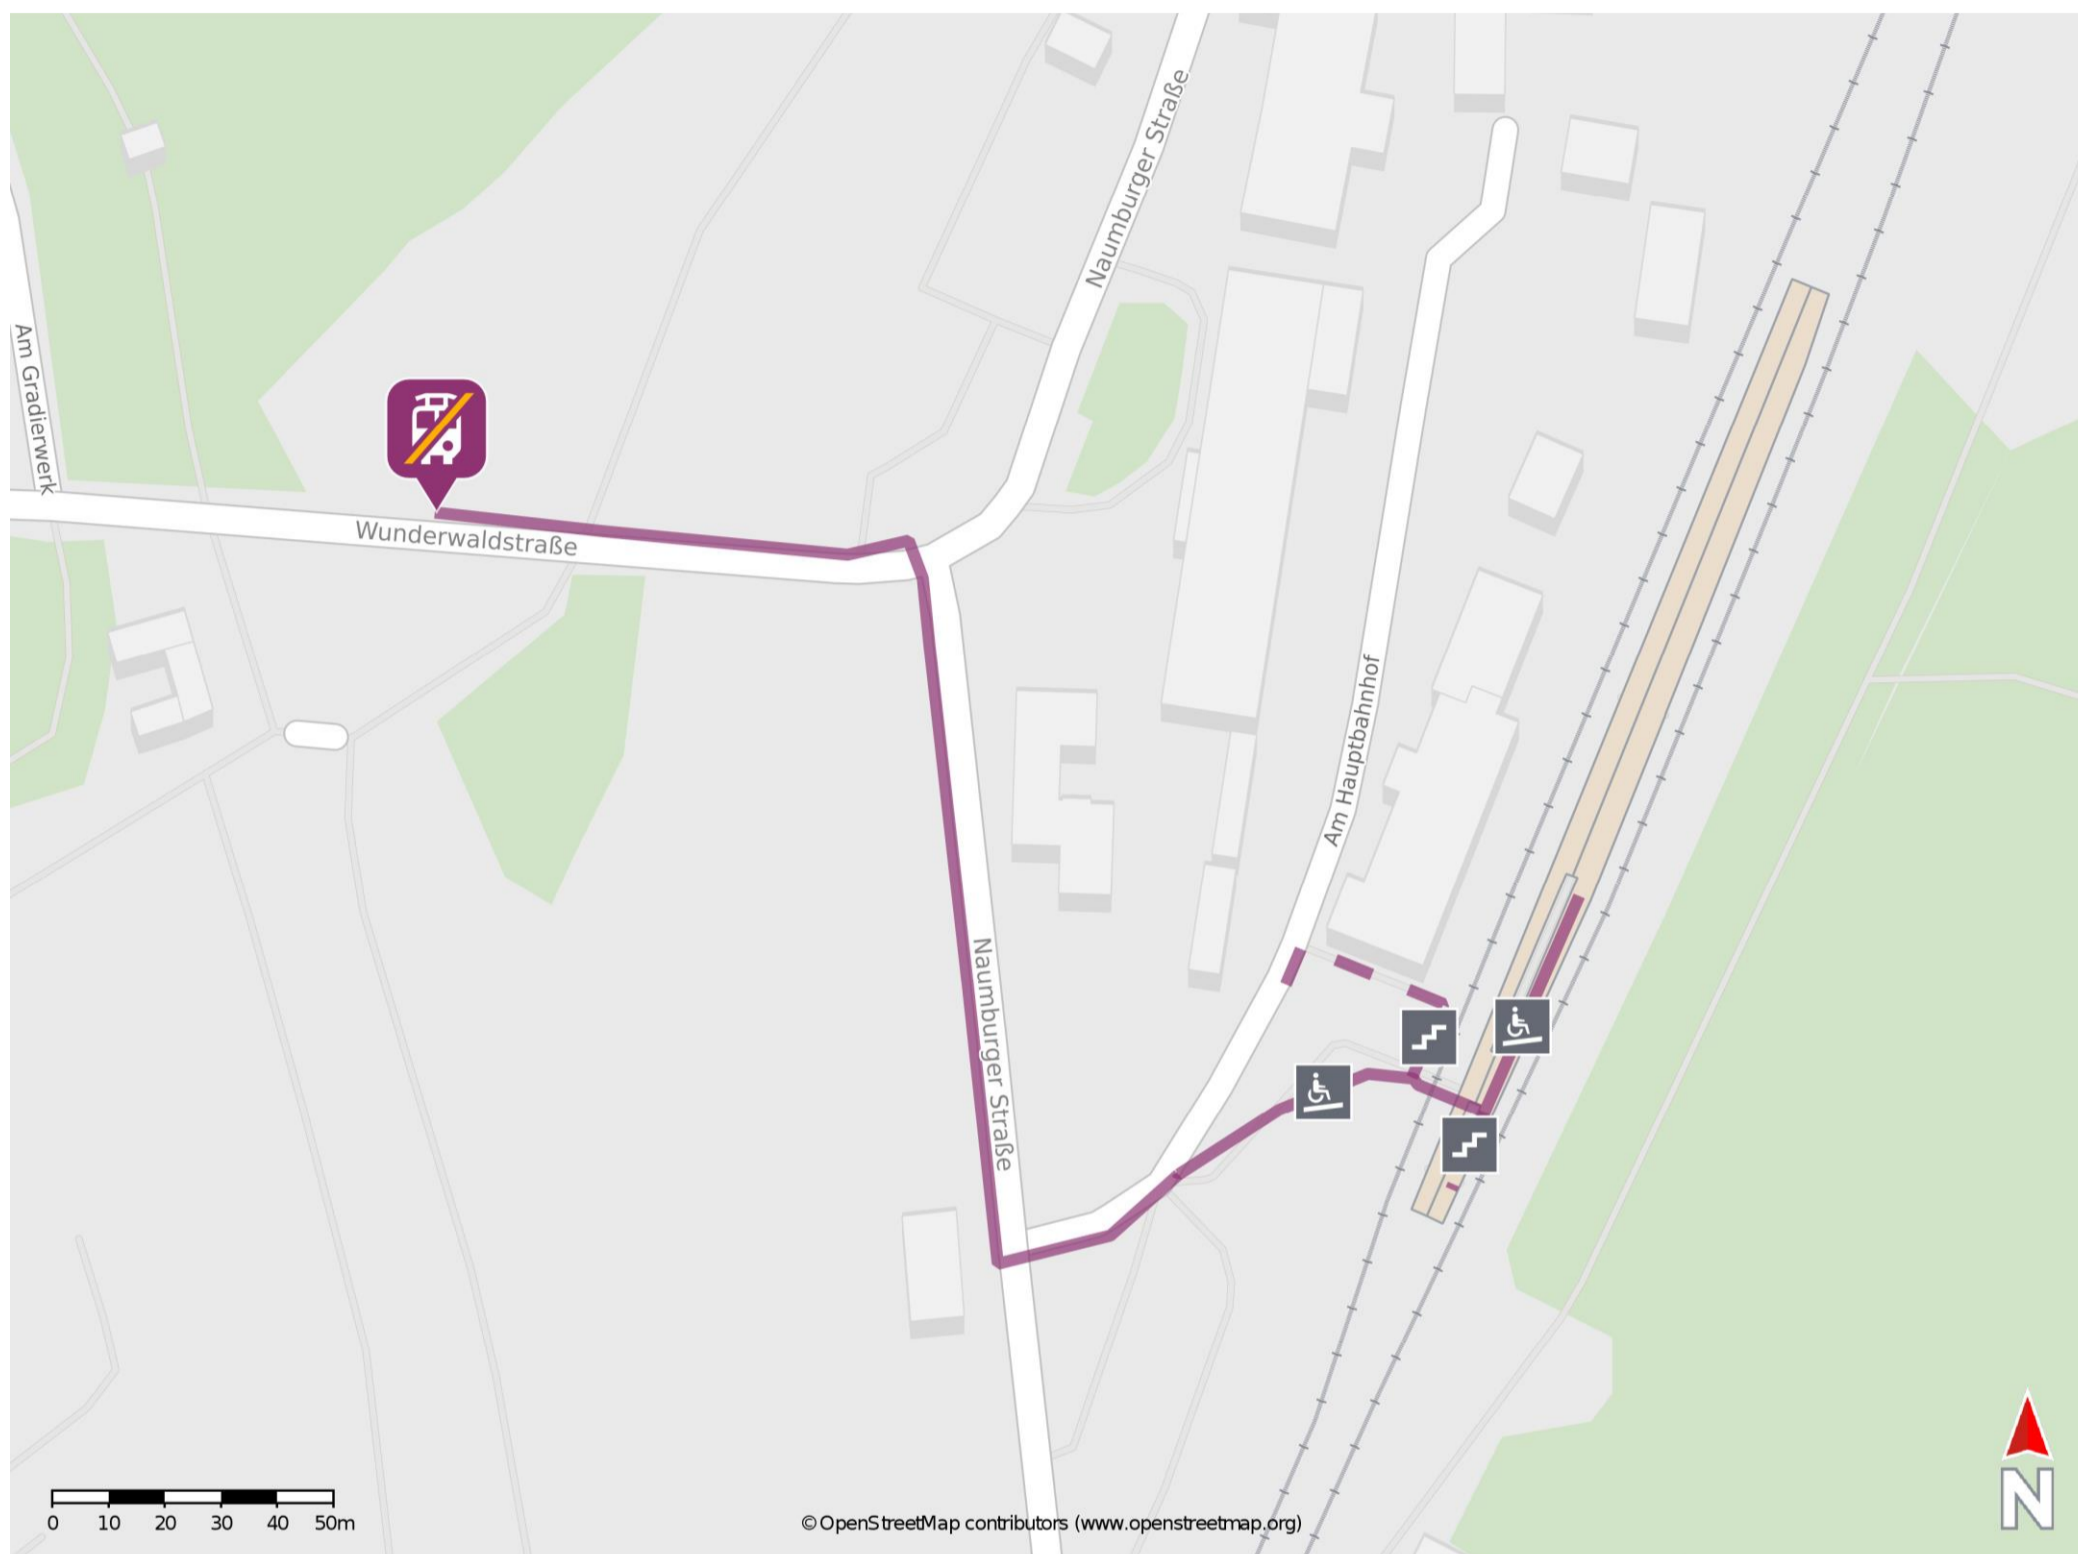 Naumburger Straße
Am Gradierwerk
Wunderwaldstraße
Am Hauptbahnhof
Naumburger Straße
0 10 20 30 40 50m
© OpenStreetMap contributors (www.openstreetmap.org)
N